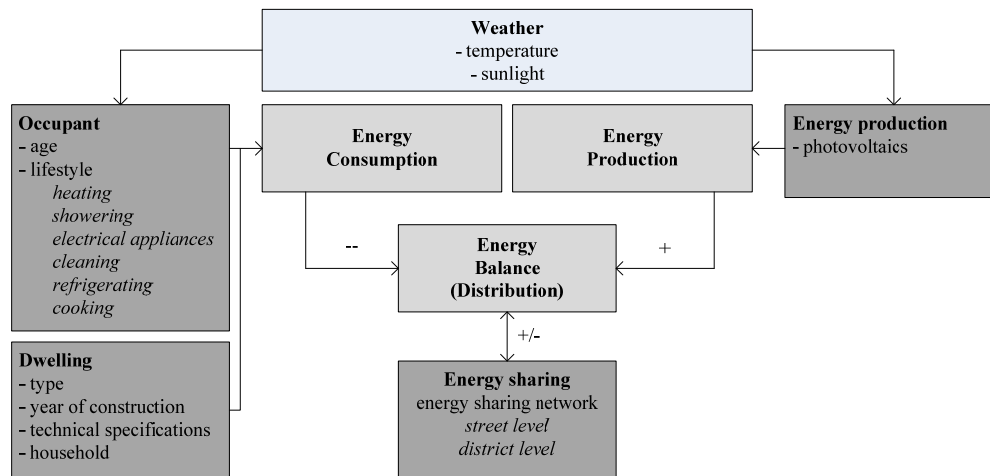 Weather
- temperature
- sunlight
Occupant
- age
- lifestyle
heating
showering
electrical appliances
cleaning
refrigerating
cooking
Energy
Consumption
Energy
Production
Energy production
- photovoltaics
--
Energy
Balance
(Distribution)
+
+/-
Dwelling
- type
- year of construction
- technical specifications
- household
Energy sharing
energy sharing network
street level
district level